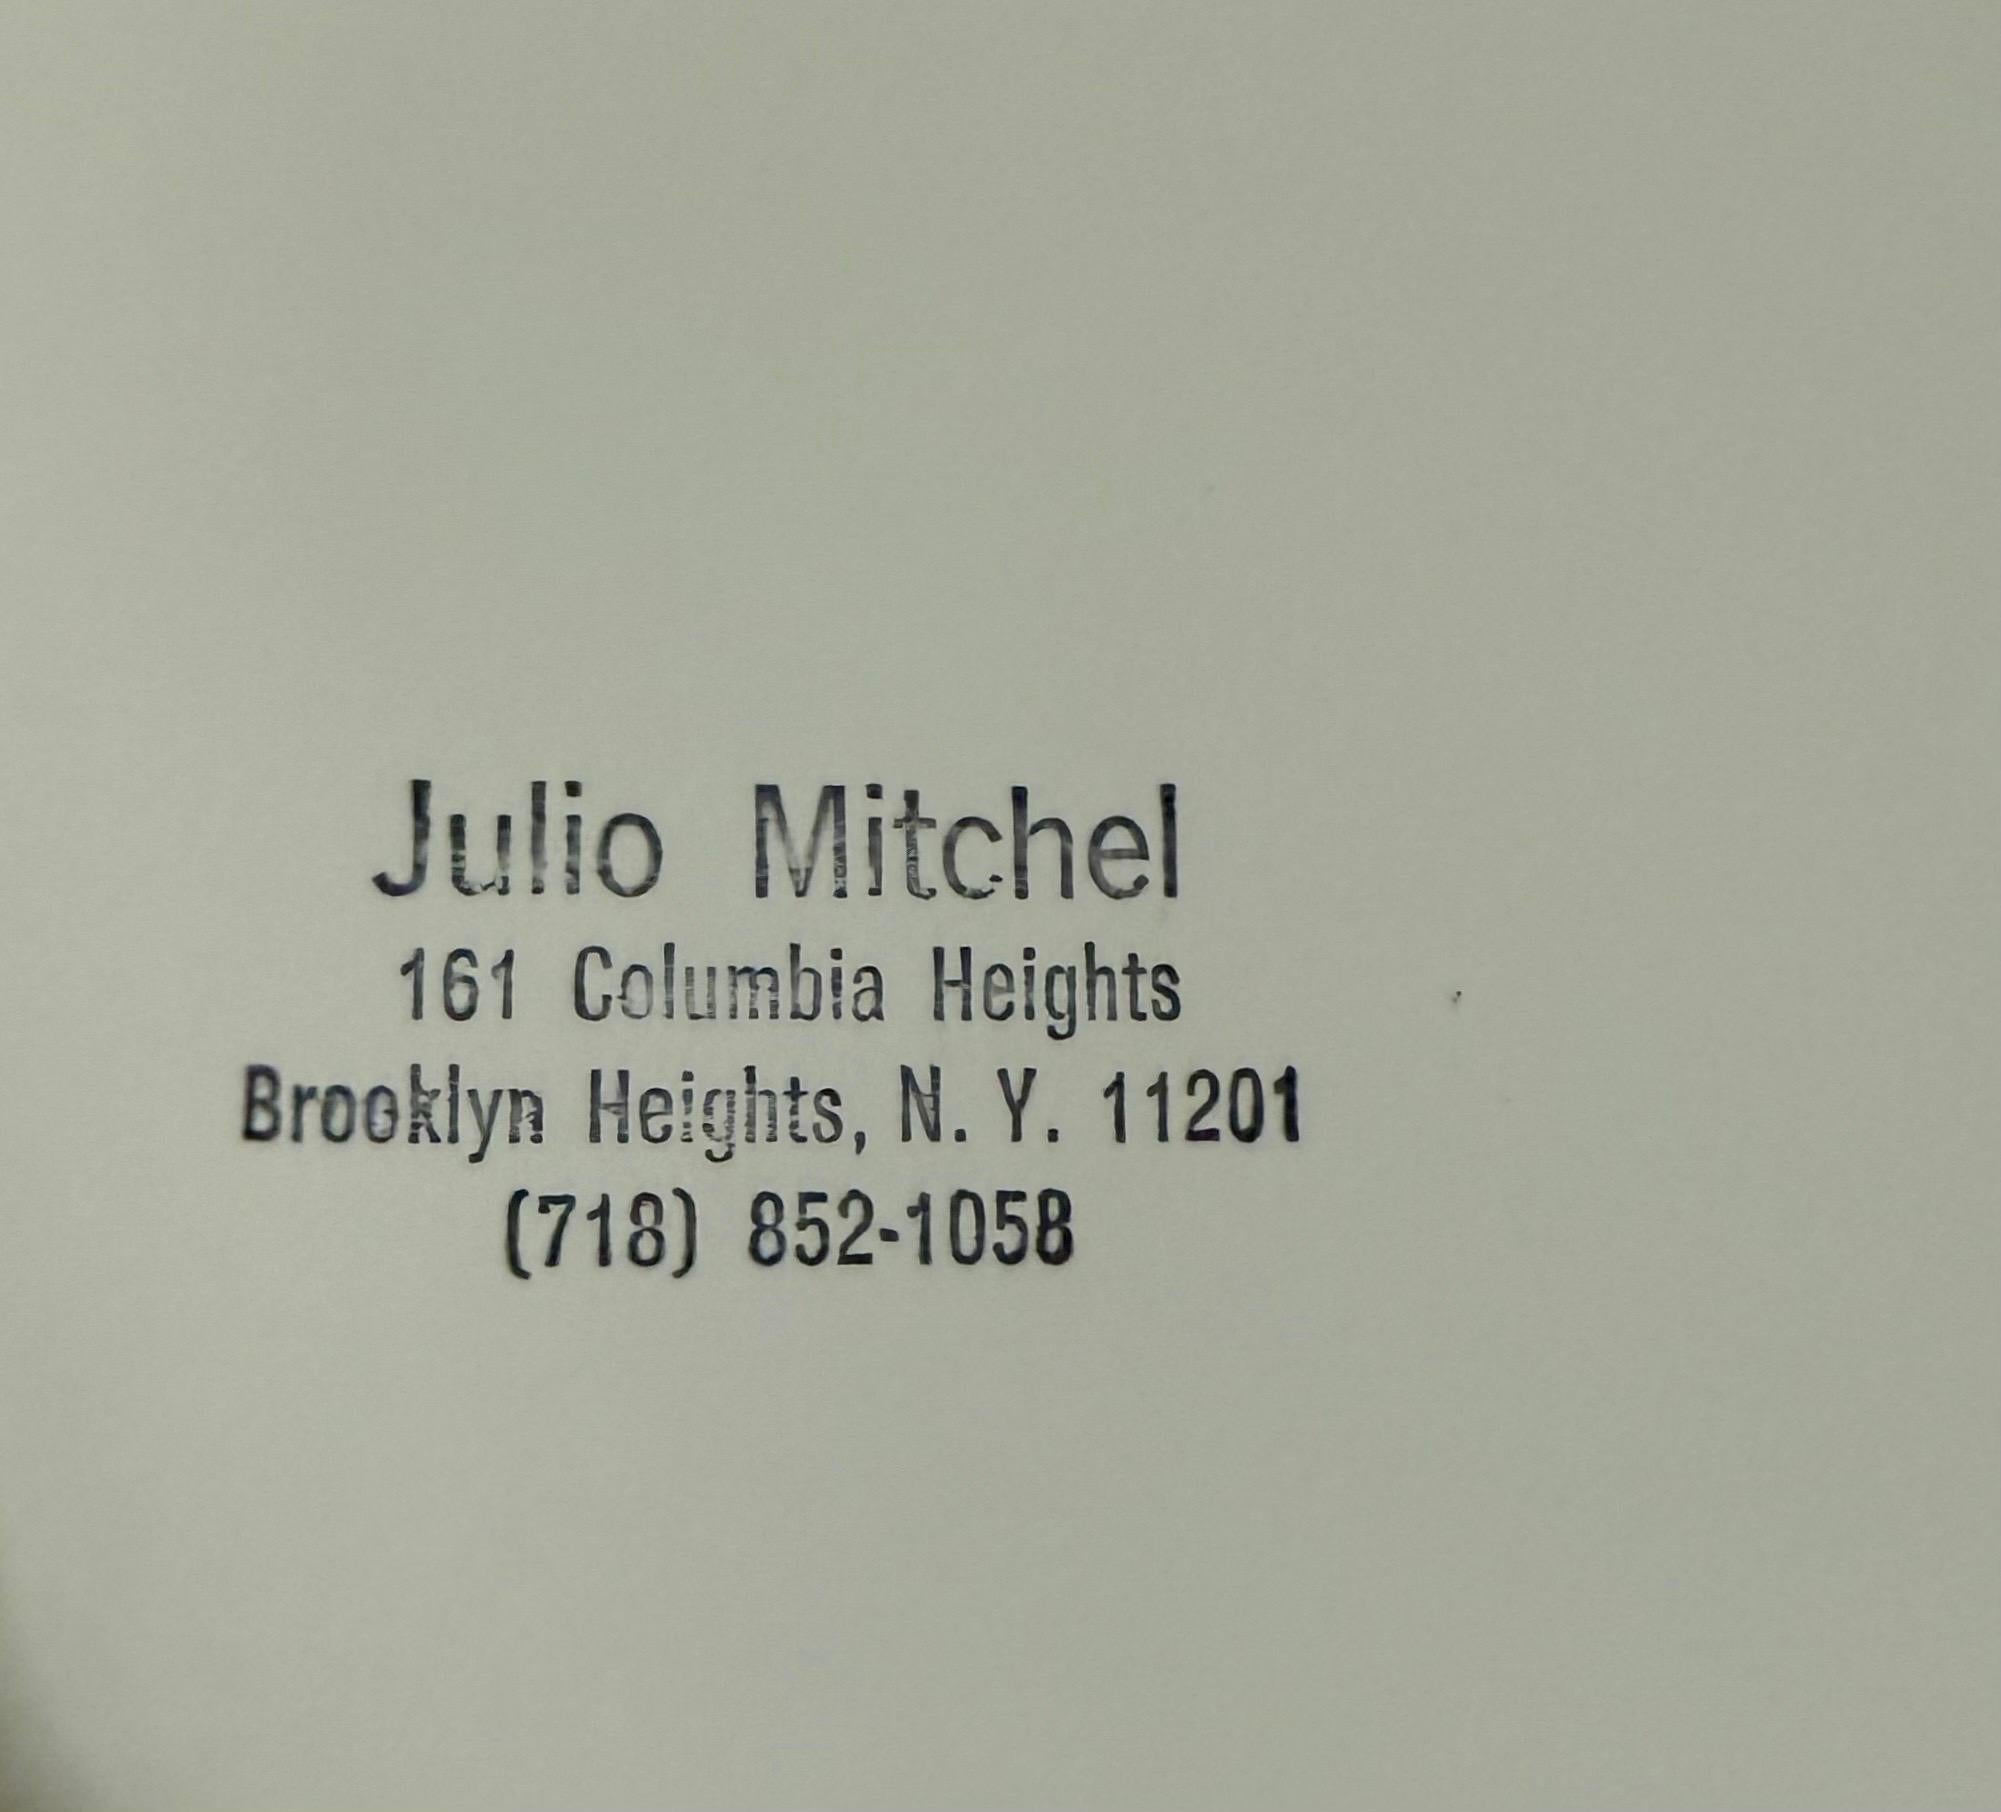 Julio Mitchel
161 Columbia Heights
Brooklyn Heights, N. Y. 11201
(718) 852-1058